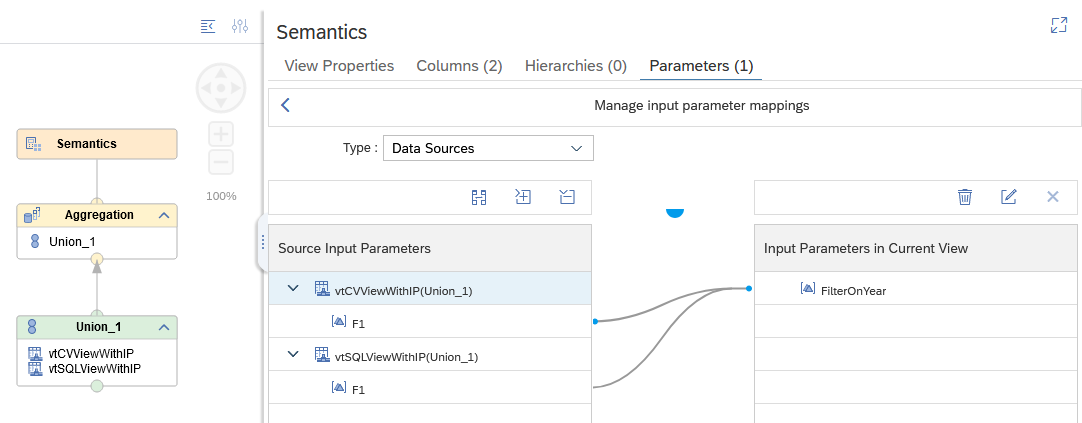 Semantics
View Properties
Columns (2)
Hierarchies (0)
Parameters (1)
Manage input parameter mappings
Type :
Data Sources
Semantics
Aggregation
Union_1
Union_1
vtCVViewWithIP
vtSQLViewWithIP
100%
Source Input Parameters
vtCVViewWithIP(Union_1)
F1
vtSQLViewWithIP(Union_1)
F1
Input Parameters in Current View
FilterOnYear